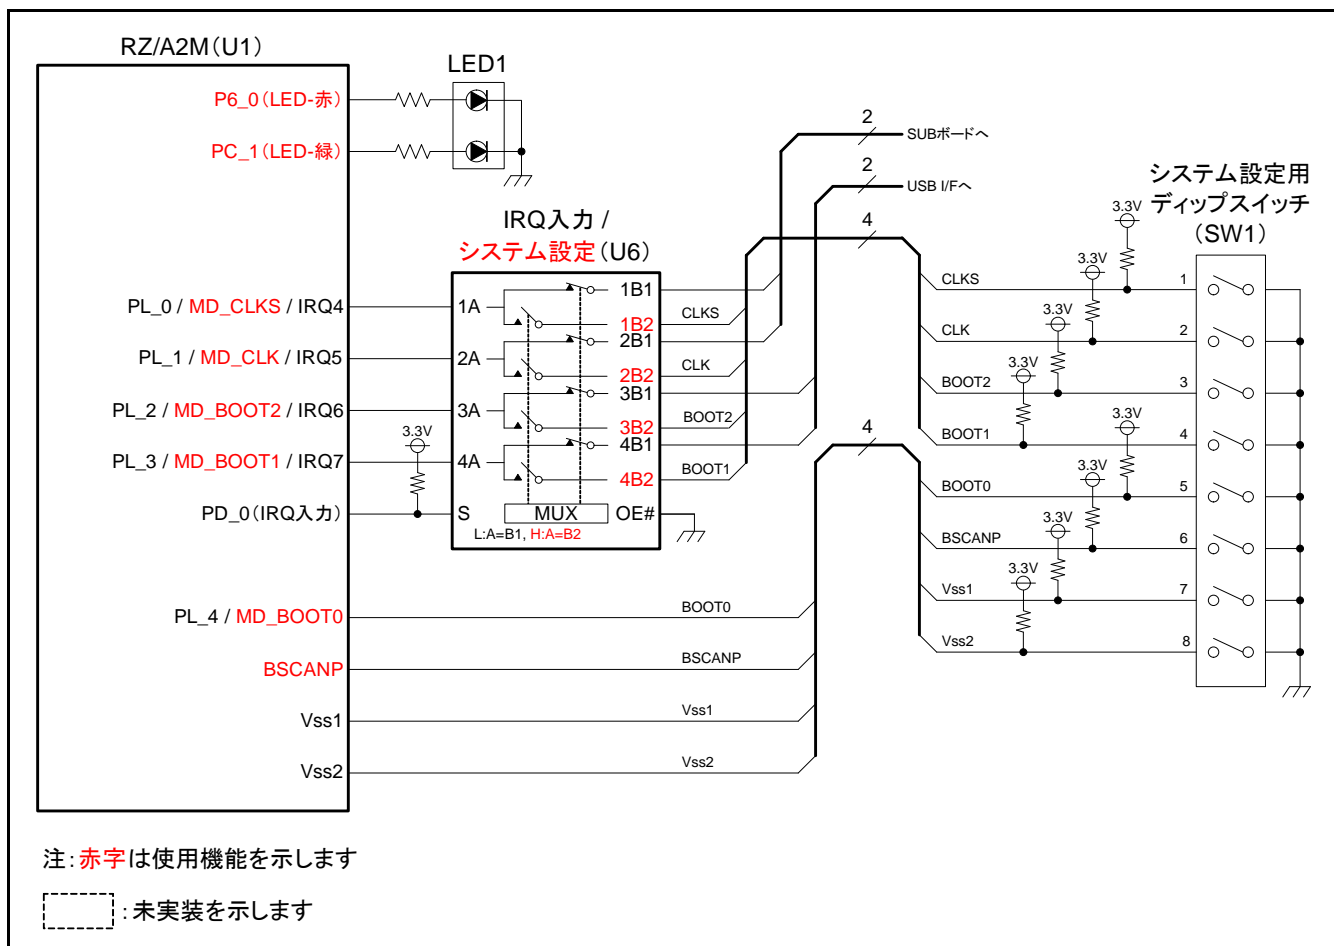 RZ/A2M(U1)
LED1
P6_0(LED-赤)
PC_1(LED-緑)
2
SUBボードへ
2
USB I/Fへ
4
IRQ入力 /
システム設定(U6)
システム設定用
ディップスイッチ
(SW1)
3.3V
3.3V
3.3V
3.3V
PL_0 / MD_CLKS / IRQ4
PL_1 / MD_CLK / IRQ5
PL_2 / MD_BOOT2 / IRQ6
PL_3 / MD_BOOT1 / IRQ7
PD_0(IRQ入力)
3.3V
1A
2A
3A
4A
S
1B1
1B2
2B1
2B2
3B1
3B2
4B1
4B2
MUX
OE#
L:A=B1, H:A=B2
CLKS
CLK
BOOT2
BOOT1
4
CLKS
1
CLK
2
BOOT2
3
BOOT1
4
3.3V
3.3V
3.3V
3.3V
BOOT0
5
BSCANP
6
Vss1
7
Vss2
8
PL_4 / MD_BOOT0
BOOT0
BSCANP
BSCANP
Vss1
Vss1
Vss2
Vss2
注:赤字は使用機能を示します
:未実装を示します